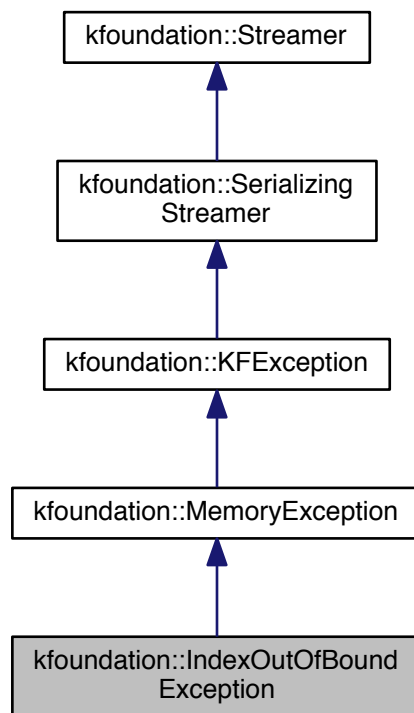 kfoundation::Streamer
kfoundation::Serializing
Streamer
kfoundation::KFException
kfoundation::MemoryException
kfoundation::IndexOutOfBound
Exception